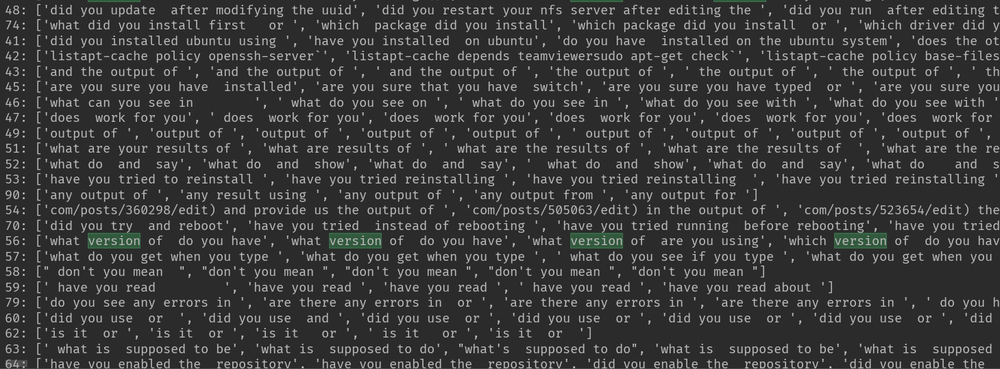 48: ['did you update  after modifying the uuid', 'did you restart your nfs server after editing the ', 'did you run  after editing t
74: ['what did you install first   or ', 'which  package did you install', 'which package did you install  or ', 'which driver did y
41: ['did you installed ubuntu using ', 'have you installed  on ubuntu', 'do you have  installed on the ubuntu system', 'does the ot
42: ['listapt-cache policy openssh-server`', 'listapt-cache depends teamviewersudo apt-get check`', 'listapt-cache policy base-files
43: ['and the output of ', 'and the output of ', ' and the output of ', 'the output of ', ' the output of ', ' the output of ', ' th
45: ['are you sure you have  installed', 'are you sure that you have  switch', 'are you sure you have typed  or ', 'are you sure you
46: ['what can you see in        ', ' what do you see on ', ' what do you see in ', 'what do you see with ', 'what do you see with '
47: ['does  work for you', ' does  work for you', 'does  work for you', 'does  work for you', 'does  work for you', 'does  work for
49: ['output of ', 'output of ', 'output of ', 'output of ', 'output of ', ' output of ', 'output of ', 'output of ', 'output of ',
51: ['what are your results of ', 'what are results of ', ' what are the results of ', 'what are the results of  ', 'what are the re
52: ['what do  and  say', 'what do  and  show', 'what do  and  say', '  what do  and  show', 'what do  and  say', 'what do    and  s
53: ['have you tried to reinstall ', 'have you tried reinstalling ', 'have you tried reinstalling  ', 'have you tried reinstalling '
90: ['any output of ', 'any result using ', 'any output of ', 'any output from ', 'any output for ']
54: ['com/posts/360298/edit) and provide us the output of ', 'com/posts/505063/edit) in the output of ', 'com/posts/523654/edit) the
70: ['did you try  and reboot', 'have you tried  instead of rebooting ', 'have you tried running  before rebooting', 'have you tried
56: ['what version of  do you have', 'what version of  do you have', 'what version of  are you using', 'which version of  do you hav
57: ['what do you get when you type ', 'what do you get when you type ', ' what do you see if you type ', 'what do you get when you
58: [" don't you mean  ", "don't you mean ", "don't you mean ", "don't you mean ", "don't you mean "]
59: [' have you read         ', 'have you read ', 'have you read ', ' have you read ', 'have you read about ']
79: ['do you see any errors in ', 'are there any errors in  or ', 'are there any errors in ', 'are there any errors in ', ' do you h
60: ['did you use  or  ', 'did you use  and ', 'did you use  or ', 'did you use  or ', 'did you use  or ', 'did you use  or ', 'did
62: ['is it  or ', 'is it  or ', 'is it   or ', ' is it   or ', 'is it  or  ']
63: [' what is  supposed to be', 'what is  supposed to do', "what's  supposed to do", 'what is  supposed to be', 'what is  supposed
64: ['have you enabled the  repository', 'have you enabled the  repository', 'did you enable the  repository', 'did you enable the